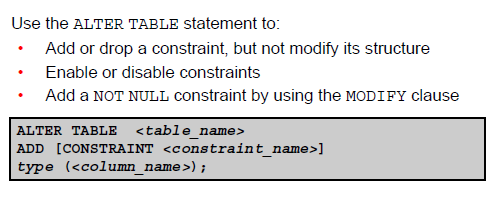 Use the ALTER TABLE statement to:
• Add or drop a constraint, but not modify its structure
• Enable or disable constraints
• Add a NOT NULL constraint by using the MODIFY clause
ALTER TABLE <table_name>
ADD [CONSTRAINT <constraint_name>]
type (<column_name>);